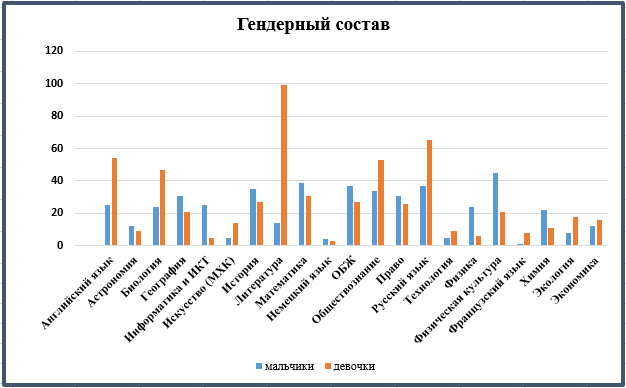 Гендерный состав
120
100
80
60
40
20
0
Английский язык
Астрономия
Биология
География
Информатика и ИКТ
Искусство (МХК)
История
Литература
Математика
Немецкий язык
ОБЖ
Обществознание
Право
Русский язык
Технология
Физика
Физическая культура
Французский язык
Химия
Экология
Экономика
мальчики девочки